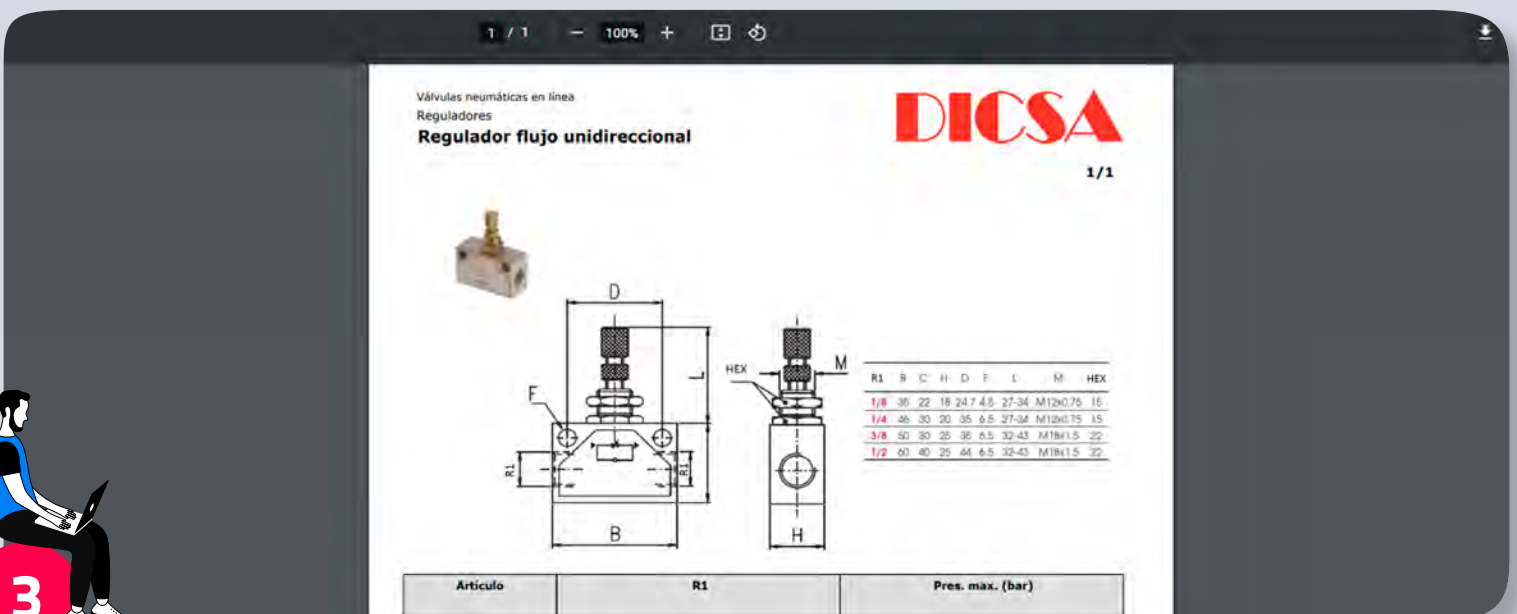 1 / 1 − 100% +
Válvulas neumáticas en línea
Reguladores
Regulador flujo unidireccional
DICSA
1/1
D
L
HEX
M
F
R1
R1
B
H
R1 B C H D F L M HEX
1/8 35 22 18 24.7 4.5 27-34 M12x0.75 15
1/4 46 30 20 35 6.5 27-34 M12x0.75 15
3/8 50 30 25 35 6.5 32-43 M18x1.5 22
1/2 60 40 25 44 6.5 32-43 M18x1.5 22
Artículo R1 Pres. max. (bar)
3